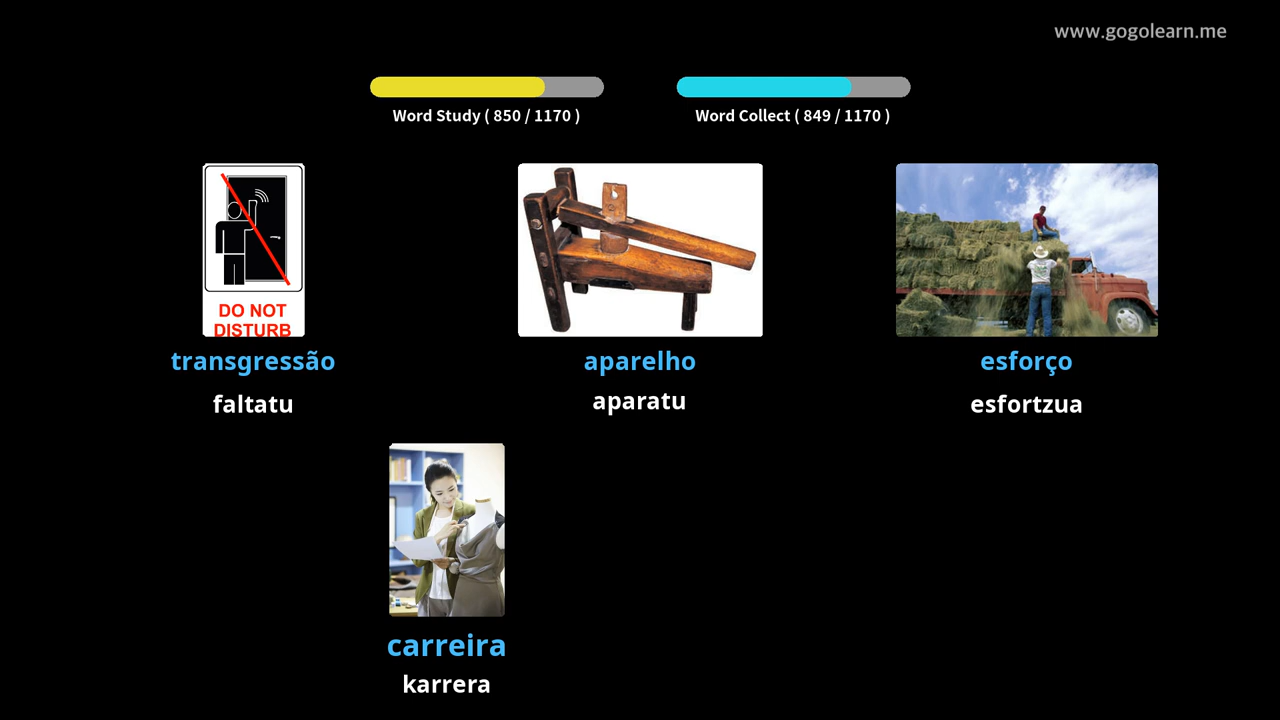 www.gogolearn.me
Word Study ( 850 / 1170 )
Word Collect ( 849 / 1170 )
DO NOT
DISTURB
transgressão
aparelho
esforço
faltatu
aparatu
esfortzua
carreira
karrera